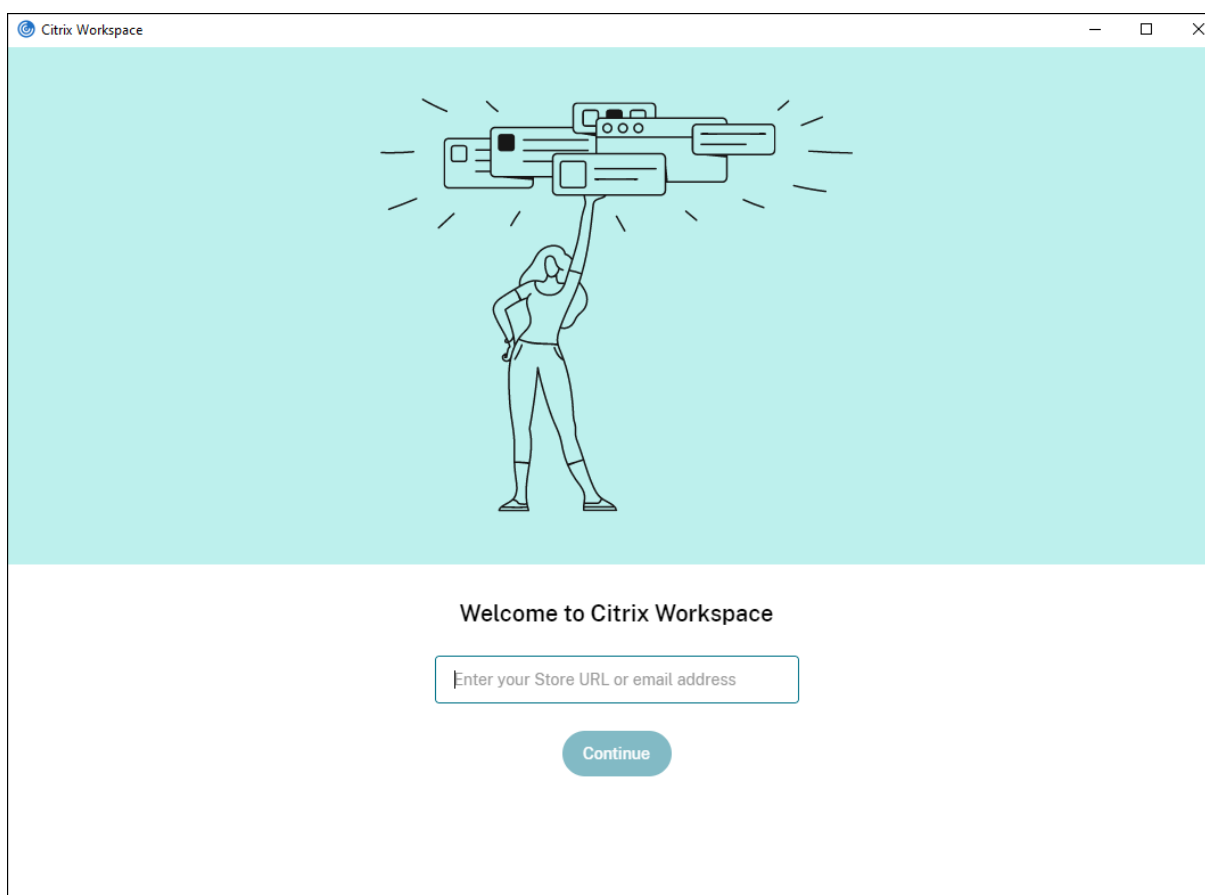 Citrix Workspace
Welcome to Citrix Workspace
Enter your Store URL or email address
Continue